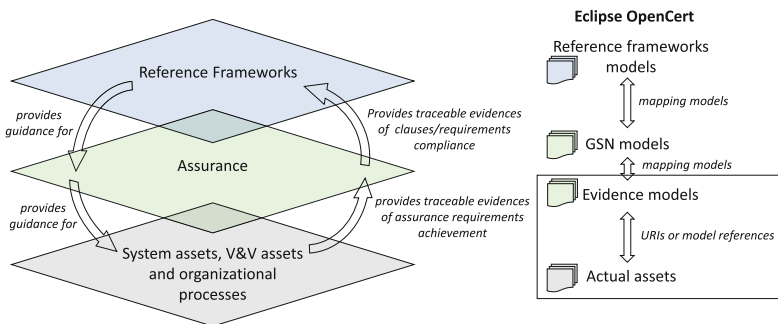 Reference Frameworks
provides
guidance for
Provides traceable evidences
of clauses/requirements
compliance
Assurance
provides
guidance for
provides traceable evidences
of assurance requirements
achievement
System assets, V&V assets
and organizational
processes
Eclipse OpenCert
Reference frameworks
models
mapping models
GSN models
mapping models
Evidence models
URIs or model references
Actual assets